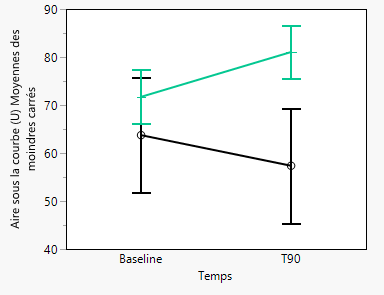 Aire sous la courbe (U) Moyennes des
moindres carrés
90
80
70
60
50
40
Baseline
T90
Temps